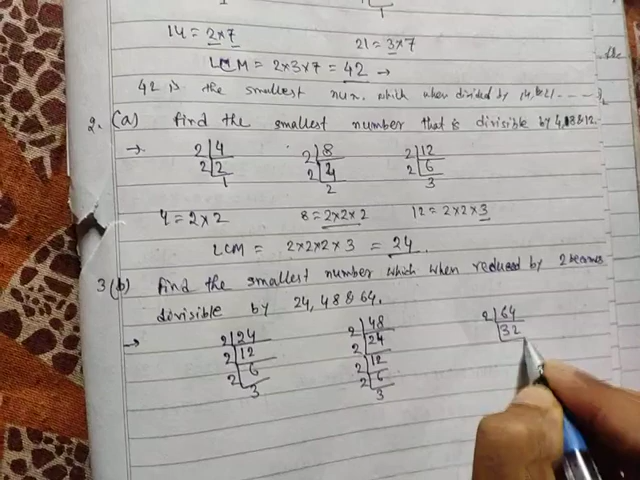 1
14 = 2×7 21 = 3×7
LCM = 2×3×7 = 42 →
42 is the smallest num. which when divided by
2. (a) Find the smallest number that is divisible by 4, 8 & 12.
→ 2 4 2 8 2 12
2 2 2 4 2 6
1 2 3
4 = 2×2 8 = 2×2×2 12 = 2×2×3
LCM = 2×2×2×3 = 24.
3 (b) Find the smallest number which when reduced by 2 becomes
divisible by 24, 48 & 64.
→ 2 24 2 48 2 64
2 12 2 24 32
2 6 2 12
3 2 6
3